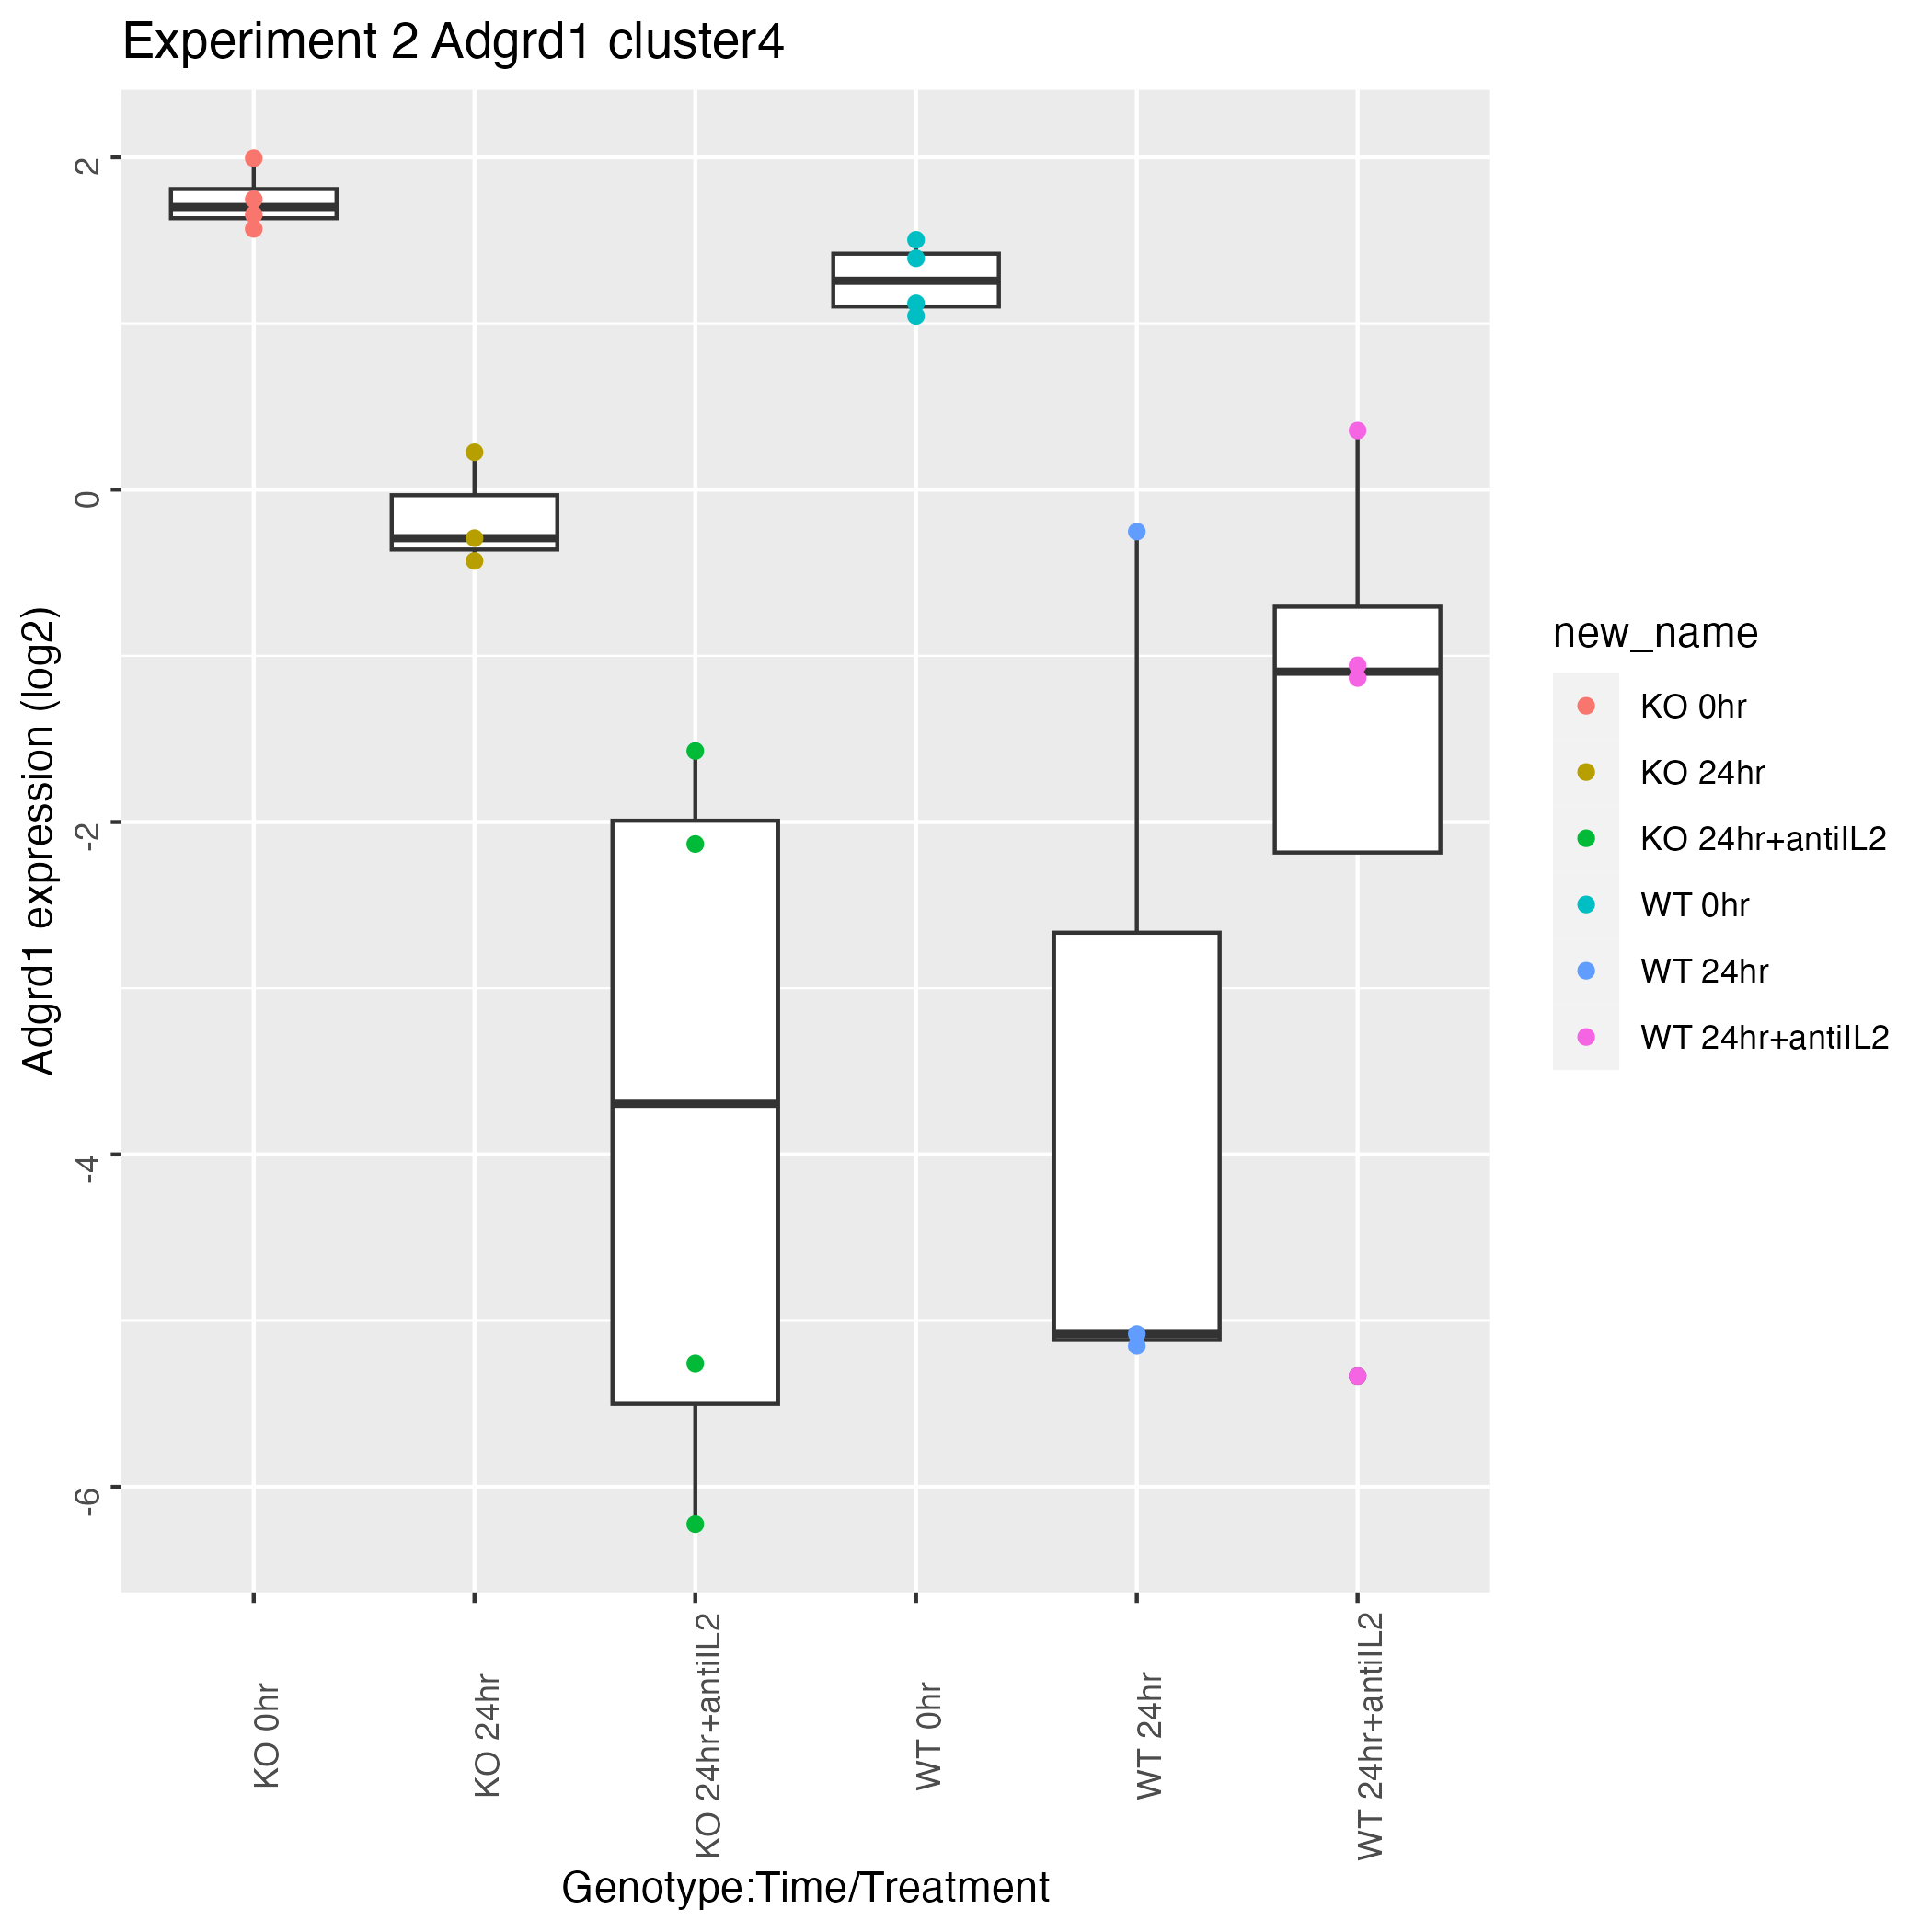 Experiment 2 Adgrd1 cluster4
Adgrd1 expression (log2)
2
0
-2
-4
-6
KO 0hr
KO 24hr
KO 24hr+antiIL2
WT 0hr
WT 24hr
WT 24hr+antiIL2
Genotype:Time/Treatment
new_name
KO 0hr
KO 24hr
KO 24hr+antiIL2
WT 0hr
WT 24hr
WT 24hr+antiIL2